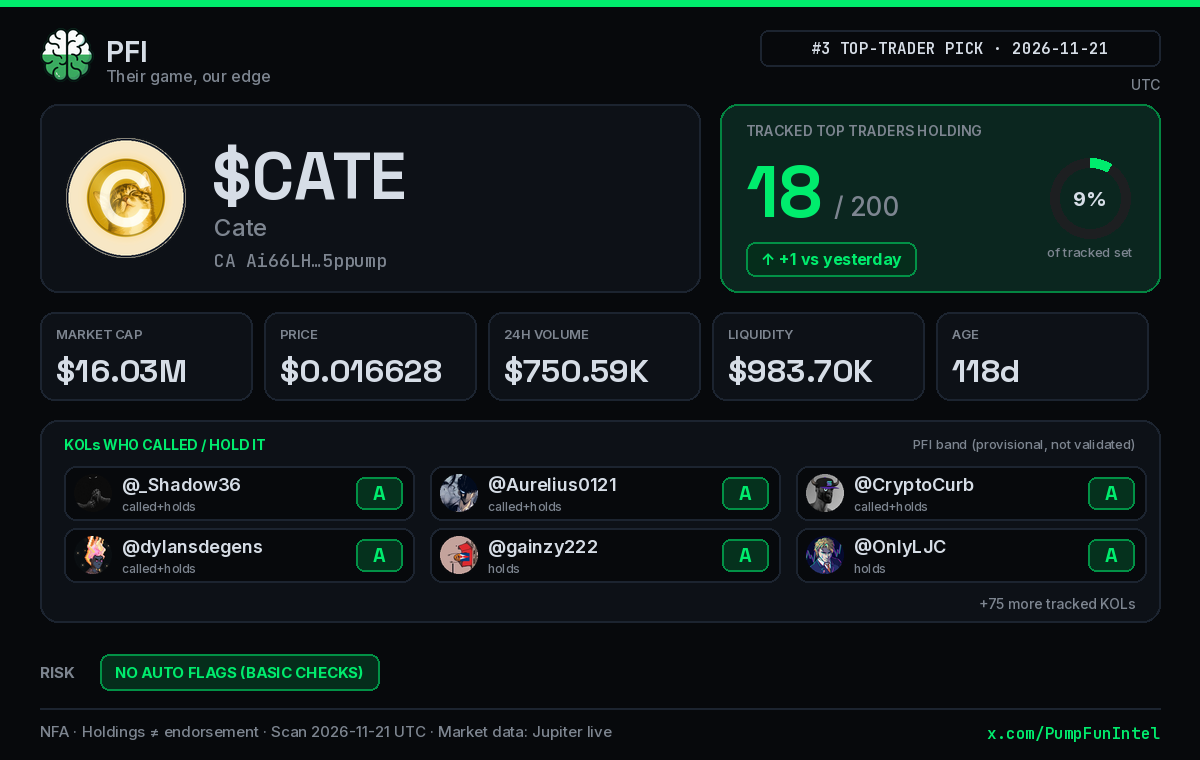 PFI
Their game, our edge
#3 TOP-TRADER PICK · 2026-11-21
UTC
$CATE
Cate
CA Ai66LH…5ppump
TRACKED TOP TRADERS HOLDING
18 / 200
↑ +1 vs yesterday
9%
of tracked set
MARKET CAP
$16.03M
PRICE
$0.016628
24H VOLUME
$750.59K
LIQUIDITY
$983.70K
AGE
118d
KOLs WHO CALLED / HOLD IT
PFI band (provisional, not validated)
@_Shadow36
called+holds
A
@Aurelius0121
called+holds
A
@CryptoCurb
called+holds
A
@dylansdegens
called+holds
A
@gainzy222
holds
A
@OnlyLJC
holds
A
+75 more tracked KOLs
RISK
NO AUTO FLAGS (BASIC CHECKS)
NFA · Holdings ≠ endorsement · Scan 2026-11-21 UTC · Market data: Jupiter live
x.com/PumpFunIntel